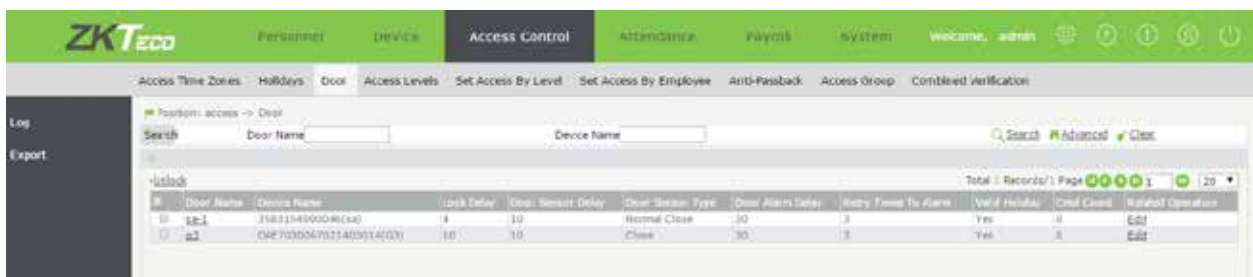 ZKTeco Personnel Device Access Control Attendance Payroll System Welcome, admin
Access Time Zones Holidays Door Access Levels Set Access By Level Set Access By Employee Anti-Passback Access Group Combined Verification
Log
Export
Position: access -> Door
Search Door Name Device Name Search Advanced Clear
Unlock Total Records/1 Page 1 20
Door Name Device Name Lock Delay Door Sensor Delay Door Sensor Type Door Alarm Delay Retry Times To Alarm Valid Holiday Cmd Count Related Operation
sa-1 4 10 Normal Close 30 3 Yes 0 Edit
10 10 Close 30 3 Yes 0 Edit